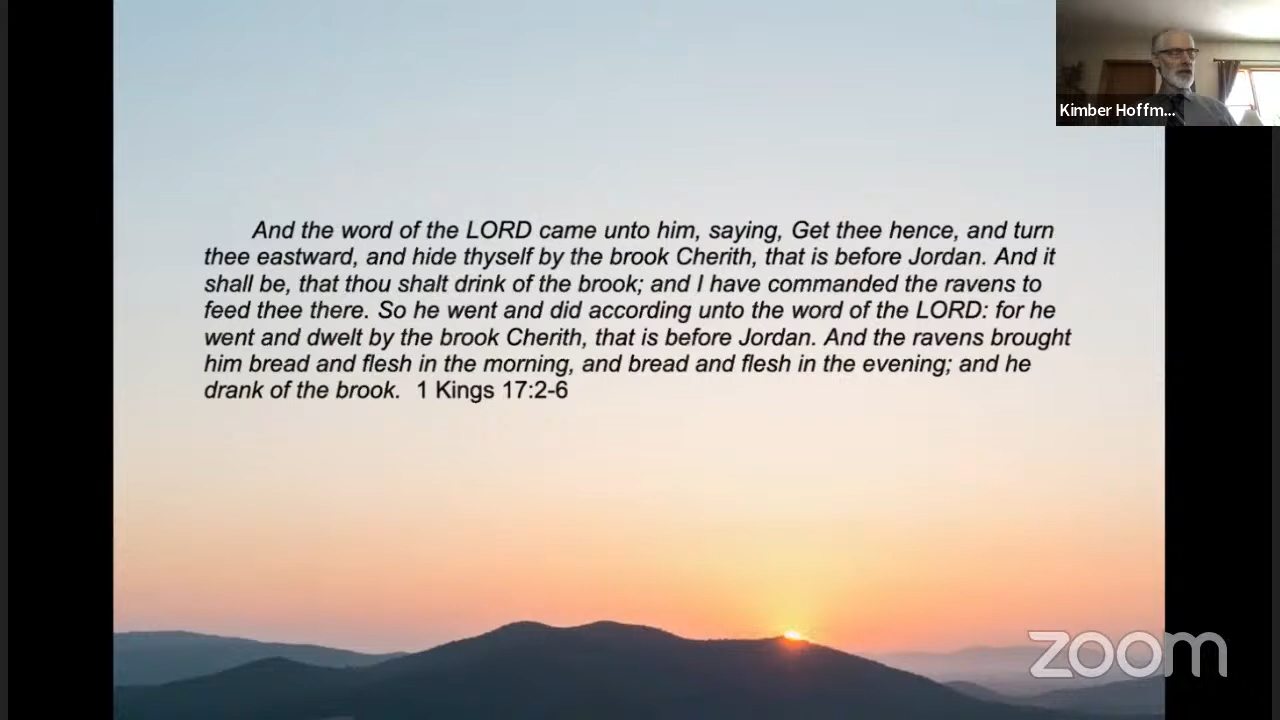 Kimber Hoffm...
And the word of the LORD came unto him, saying, Get thee hence, and turn
thee eastward, and hide thyself by the brook Cherith, that is before Jordan. And it
shall be, that thou shalt drink of the brook; and I have commanded the ravens to
feed thee there. So he went and did according unto the word of the LORD: for he
went and dwelt by the brook Cherith, that is before Jordan. And the ravens brought
him bread and flesh in the morning, and bread and flesh in the evening; and he
drank of the brook. 1 Kings 17:2-6
zoom